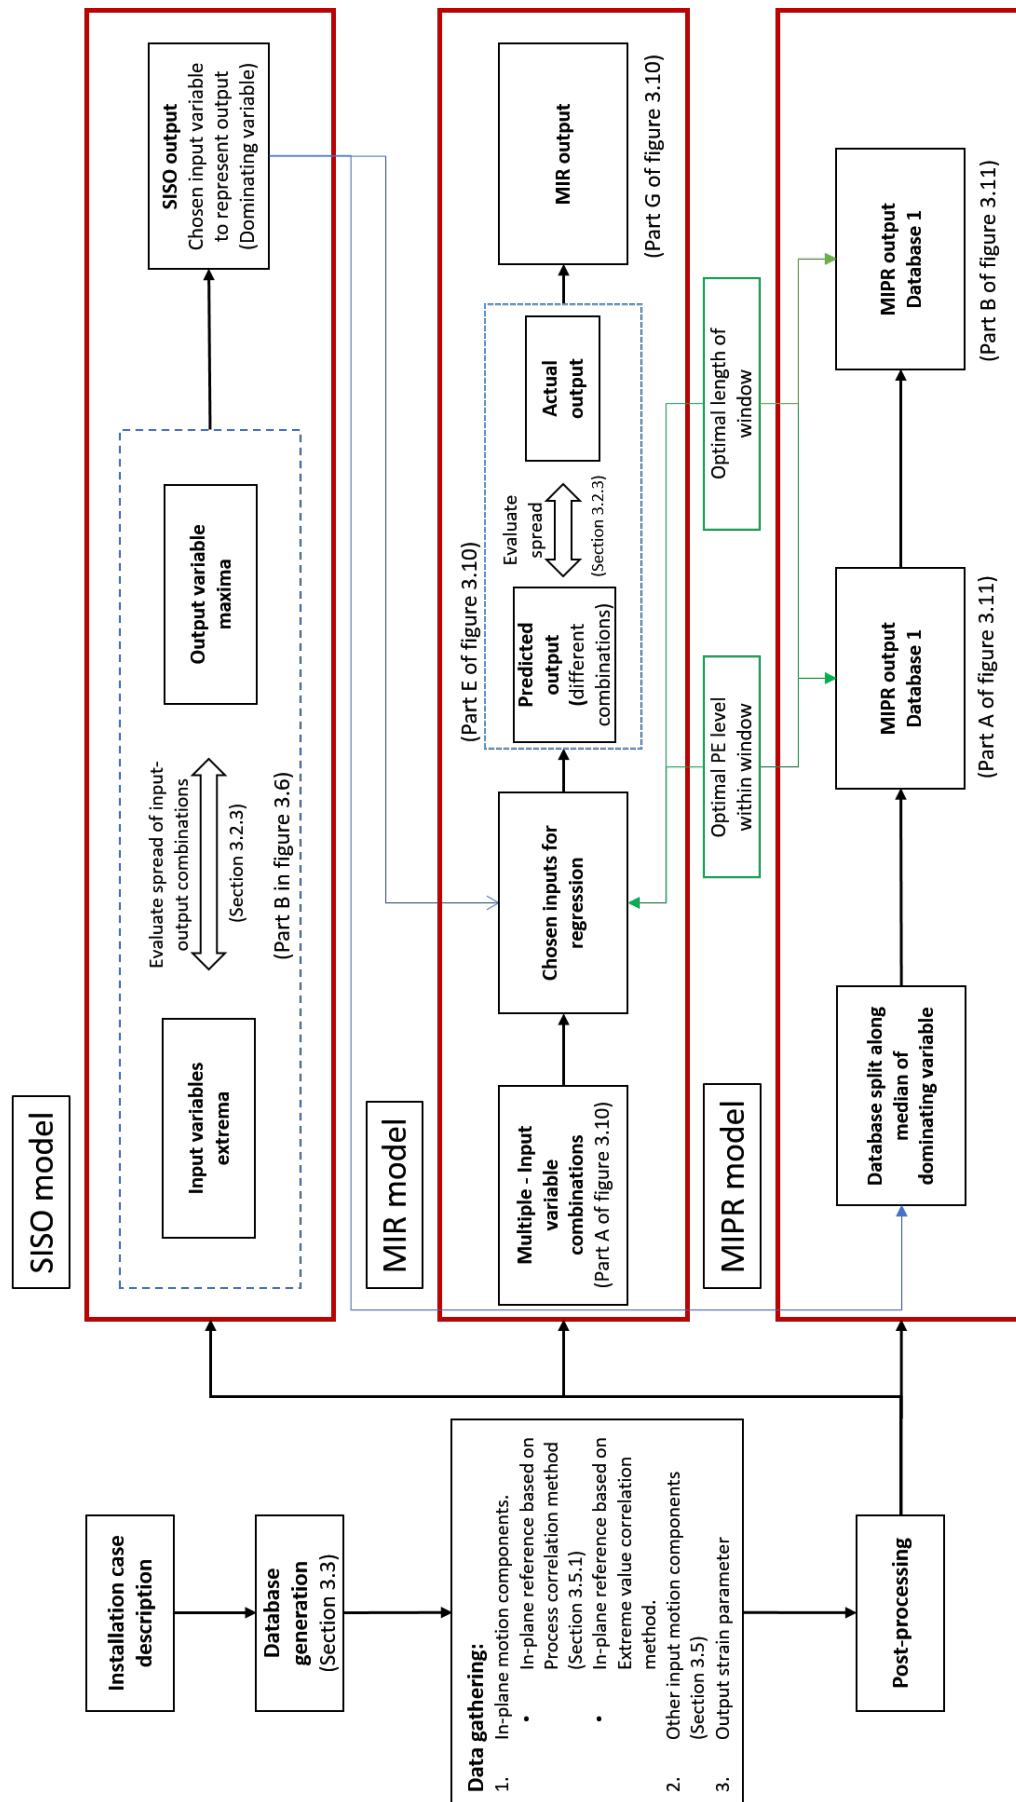 Installation case
description
Database
generation
(Section 3.3)
Data gathering:
1. In-plane motion components.
• In-plane reference based on
Process correlation method
(Section 3.5.1)
• In-plane reference based on
Extreme value correlation
method.
2. Other input motion components
(Section 3.5)
3. Output strain parameter
Post-processing
SISO model
Input variables
extrema
Evaluate spread of input-
output combinations
(Section 3.2.3)
(Part B in figure 3.6)
Output variable
maxima
SISO output
Chosen input variable
to represent output
(Dominating variable)
MIR model
Multiple - Input
variable
combinations
(Part A of figure 3.10)
Chosen inputs for
regression
(Part E of figure 3.10)
Predicted
output
(different
combinations)
Evaluate
spread
(Section 3.2.3)
Actual
output
MIR output
(Part G of figure 3.10)
Optimal PE level
within window
Optimal length of
window
MIPR model
Database split along
median of
dominating variable
MIPR output
Database 1
(Part A of figure 3.11)
MIPR output
Database 1
(Part B of figure 3.11)